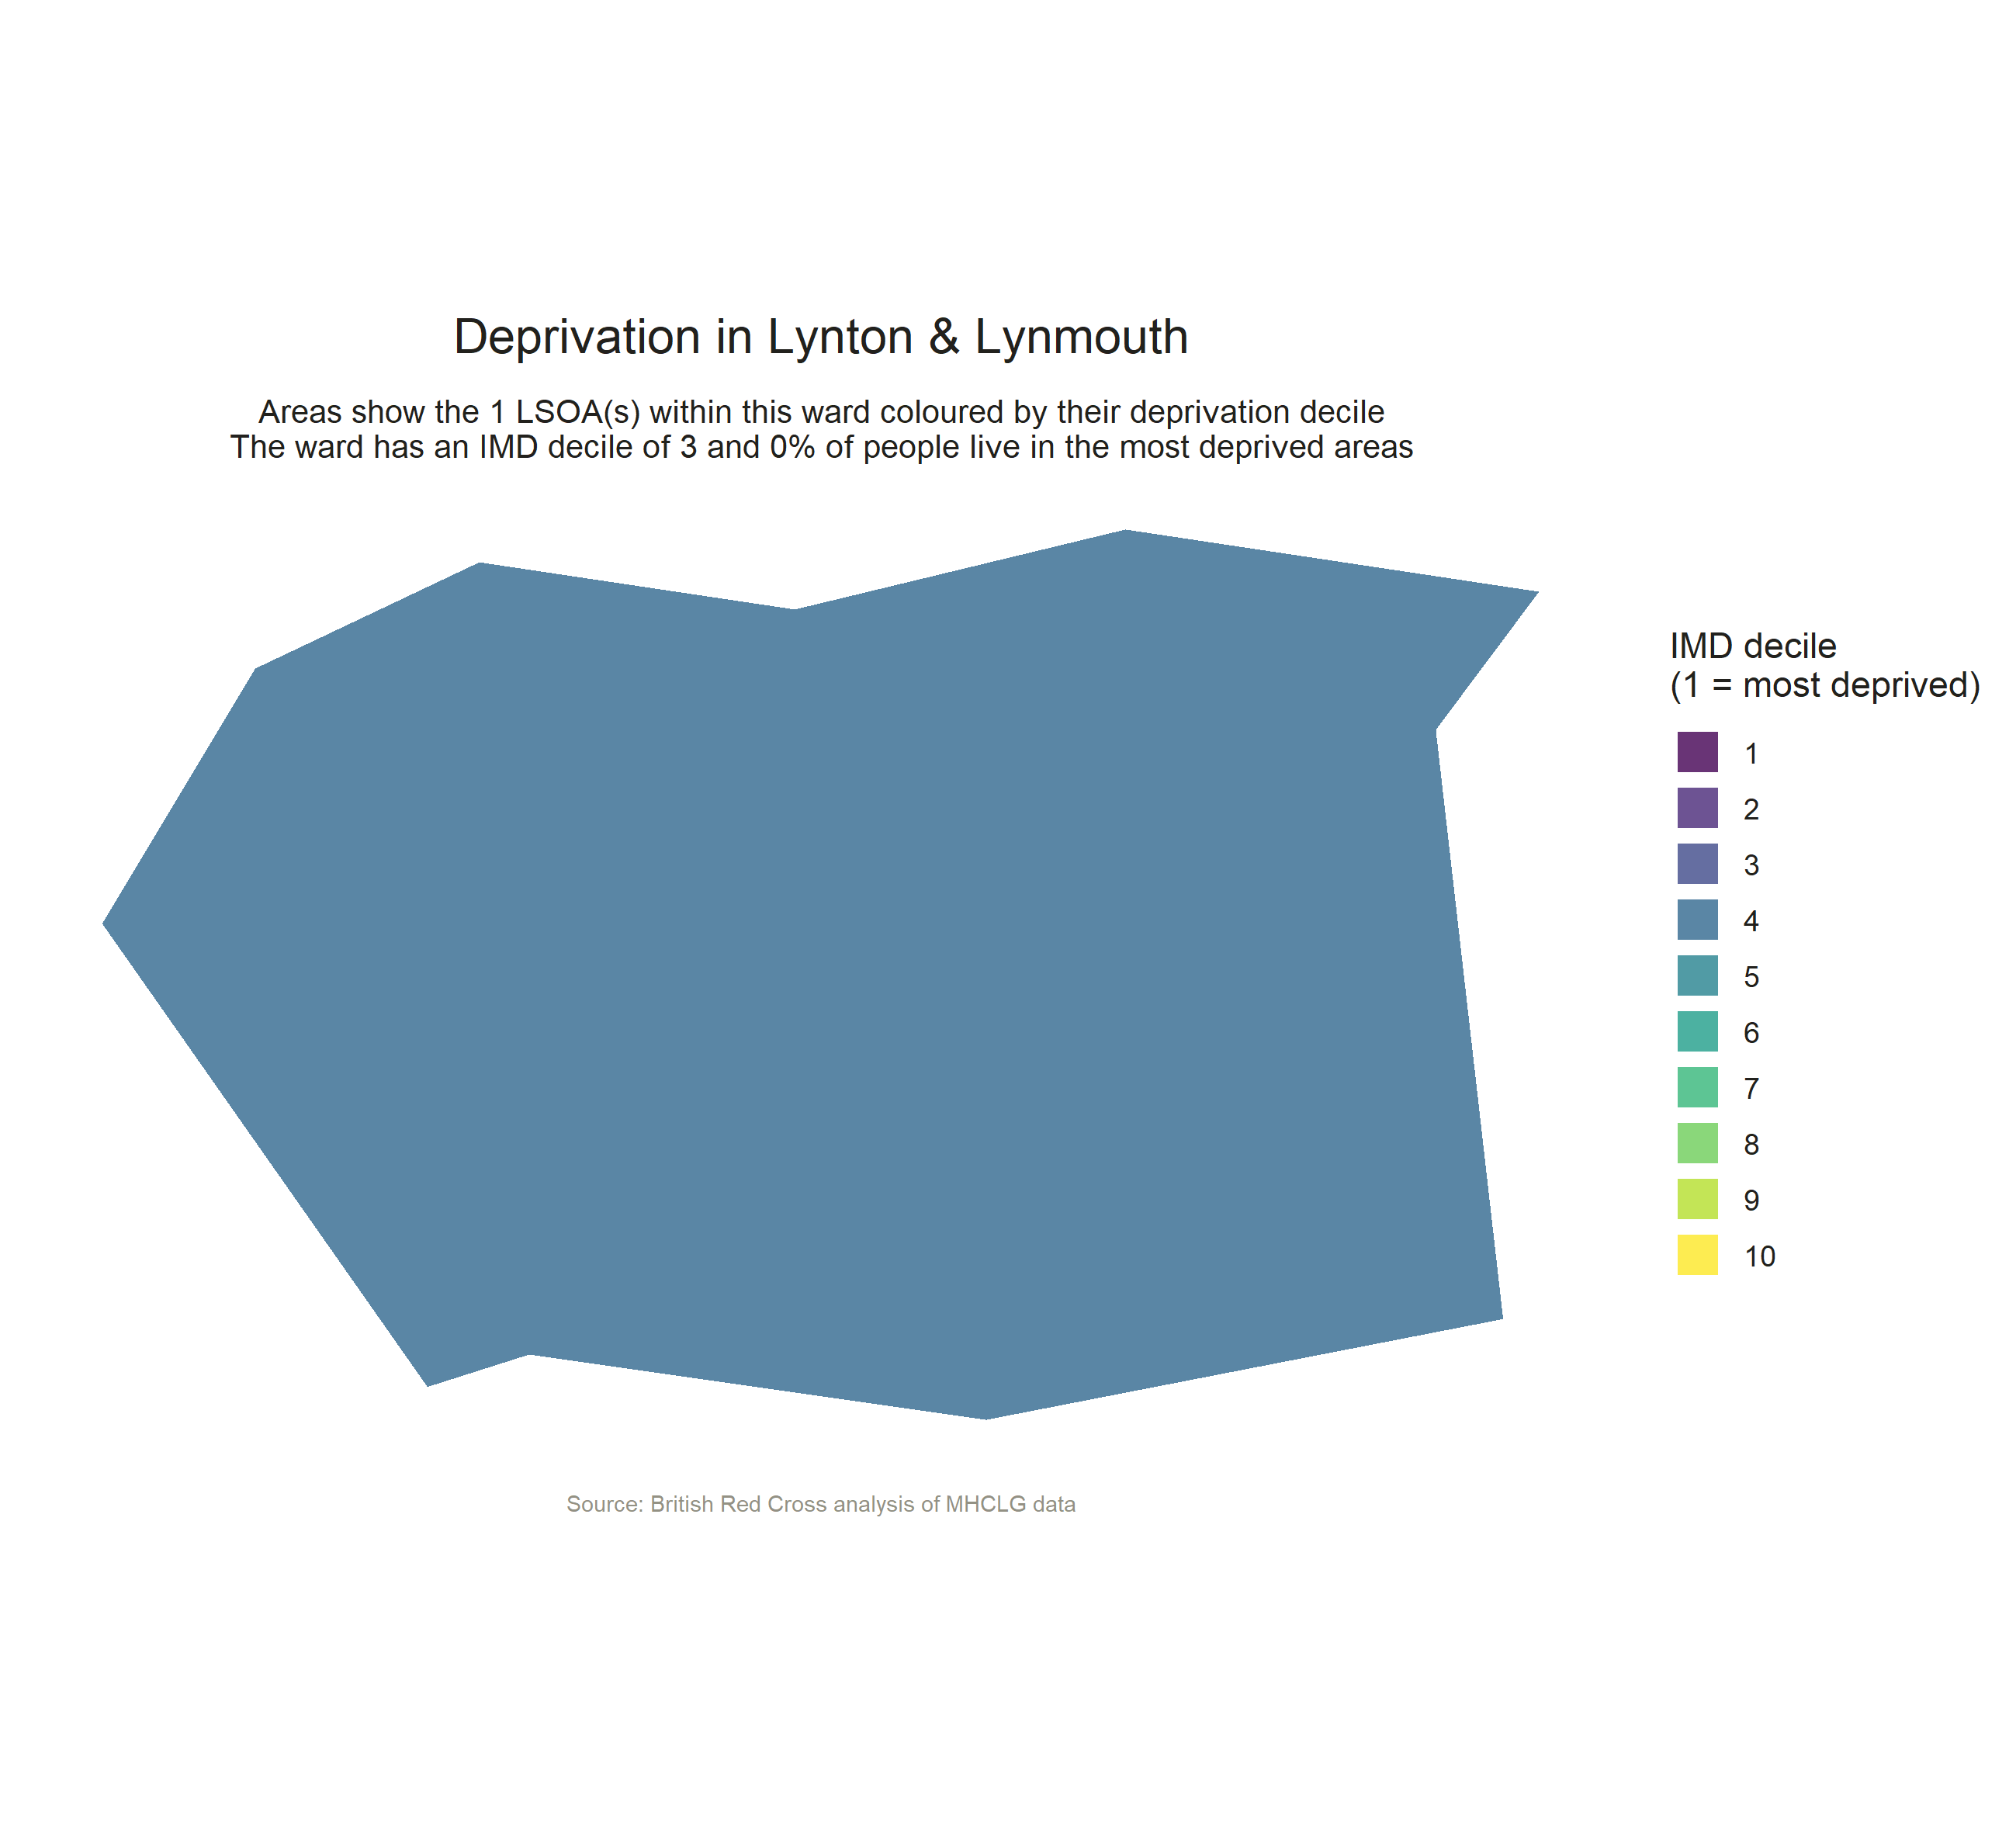 Deprivation in Lynton & Lynmouth
Areas show the 1 LSOA(s) within this ward coloured by their deprivation decile
The ward has an IMD decile of 3 and 0% of people live in the most deprived areas
IMD decile
(1 = most deprived)
1
2
3
4
5
6
7
8
9
10
Source: British Red Cross analysis of MHCLG data